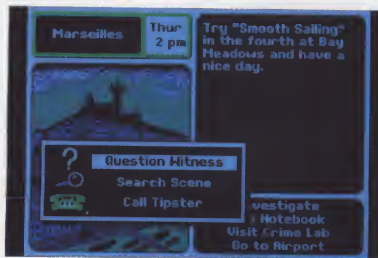 Marseilles
Thur
2 pm
Try "Smooth Sailing"
in the fourth at Bay
Meadows and have a
nice day.
? Question Witness
Search Scene
Call Tipster
vestigate
Notebook
Visit Crime Lab
Go to Airport